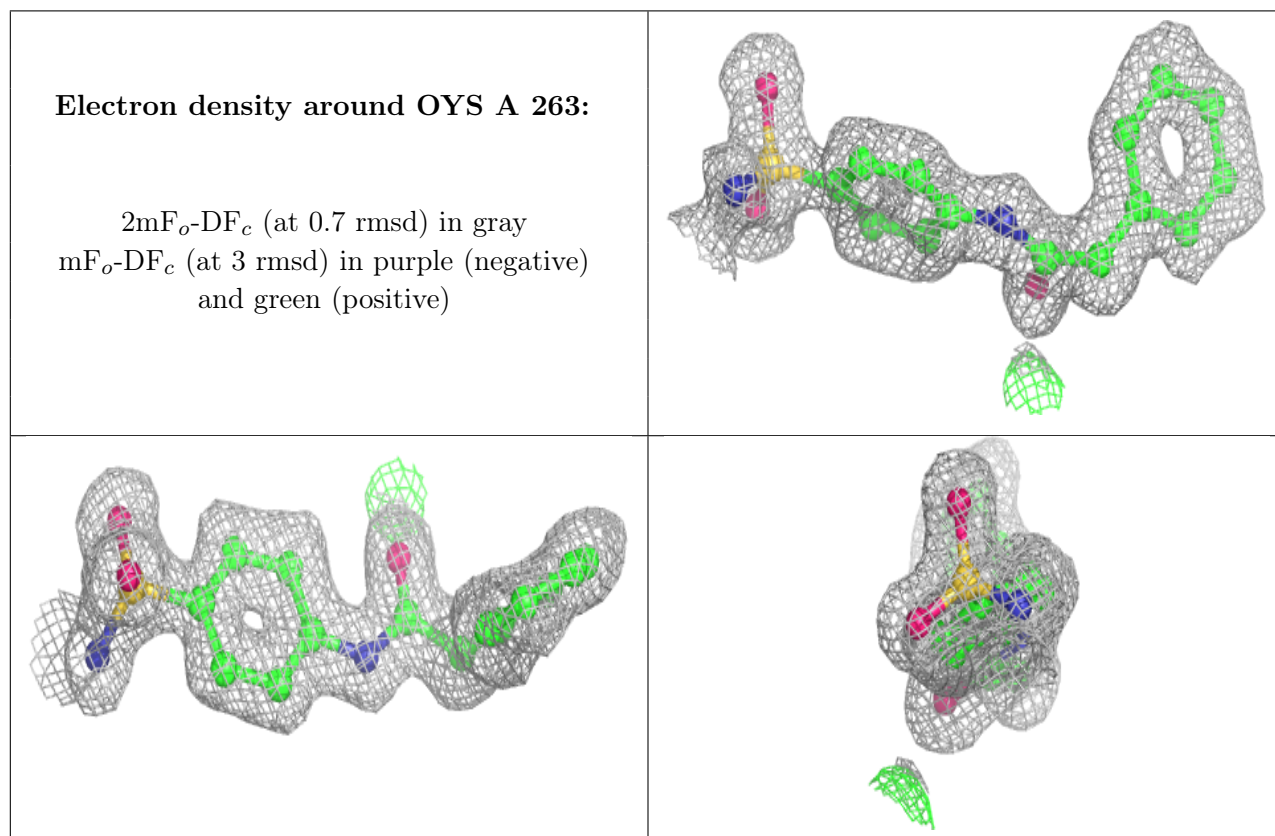 Electron density around OYS A 263:
2mFₒ-DF𝒸 (at 0.7 rmsd) in gray
mFₒ-DF𝒸 (at 3 rmsd) in purple (negative)
and green (positive)